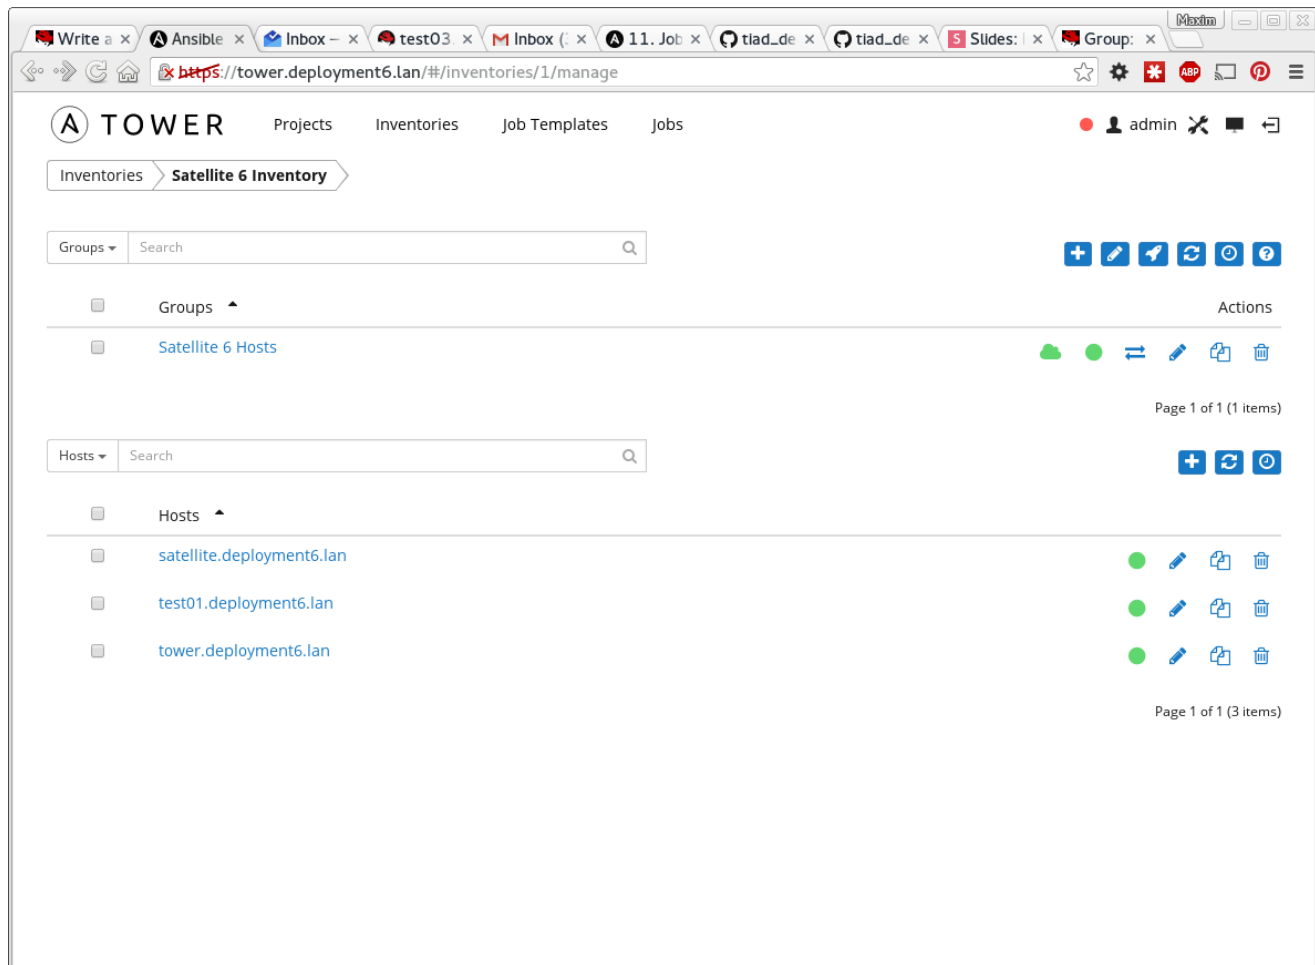 Maxim
Write a Ansible Inbox – test03. Inbox ( 11. Job tiad_de tiad_de Slides: Group:
https://tower.deployment6.lan/#/inventories/1/manage
ABP
A TOWER Projects Inventories Job Templates Jobs admin
Inventories Satellite 6 Inventory
Groups Search
Groups Actions
Satellite 6 Hosts
Page 1 of 1 (1 items)
Hosts Search
Hosts
satellite.deployment6.lan
test01.deployment6.lan
tower.deployment6.lan
Page 1 of 1 (3 items)